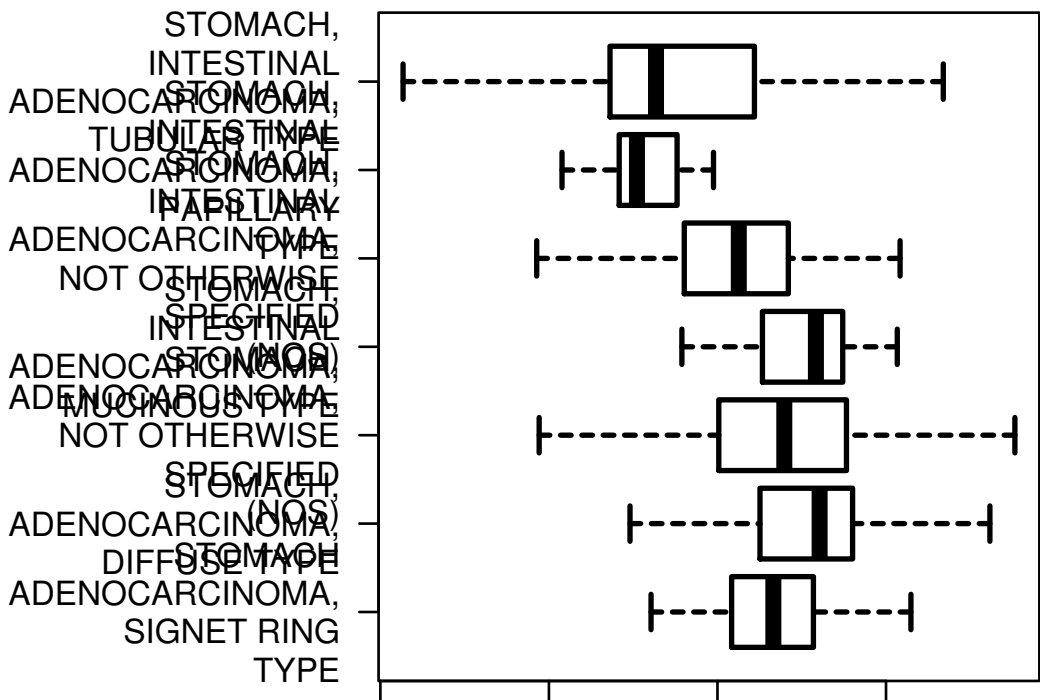 STOMACH,
INTESTINAL
ADENOCARCINOMA,
TUBULAR TYPE
STOMACH,
INTESTINAL
ADENOCARCINOMA,
PAPILLARY
TYPE
STOMACH,
INTESTINAL
ADENOCARCINOMA,
NOT OTHERWISE
SPECIFIED
(NOS)
STOMACH,
INTESTINAL
ADENOCARCINOMA,
MUCINOUS TYPE
STOMACH,
ADENOCARCINOMA,
NOT OTHERWISE
SPECIFIED
(NOS)
STOMACH,
ADENOCARCINOMA,
DIFFUSE TYPE
STOMACH
ADENOCARCINOMA,
SIGNET RING
TYPE